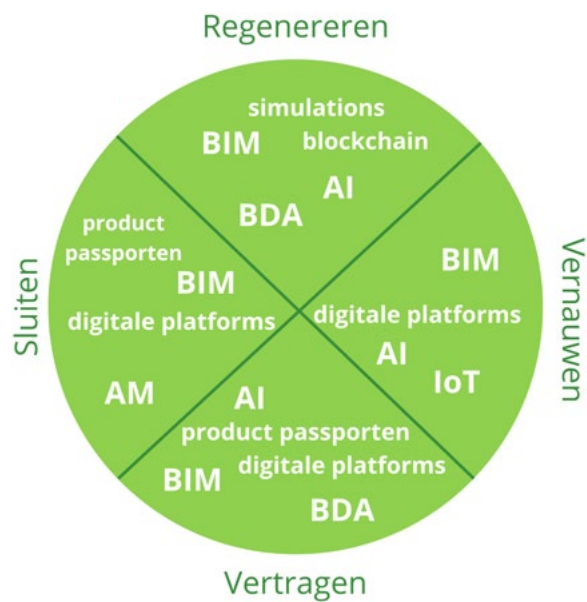 Regenereren
simulations
BIM
blockchain
AI
BDA
Sluiten
product
passporten
BIM
digitale platforms
AM
Vernauwen
BIM
digitale platforms
AI
IoT
AI
product passporten
digitale platforms
BIM
BDA
Vertragen